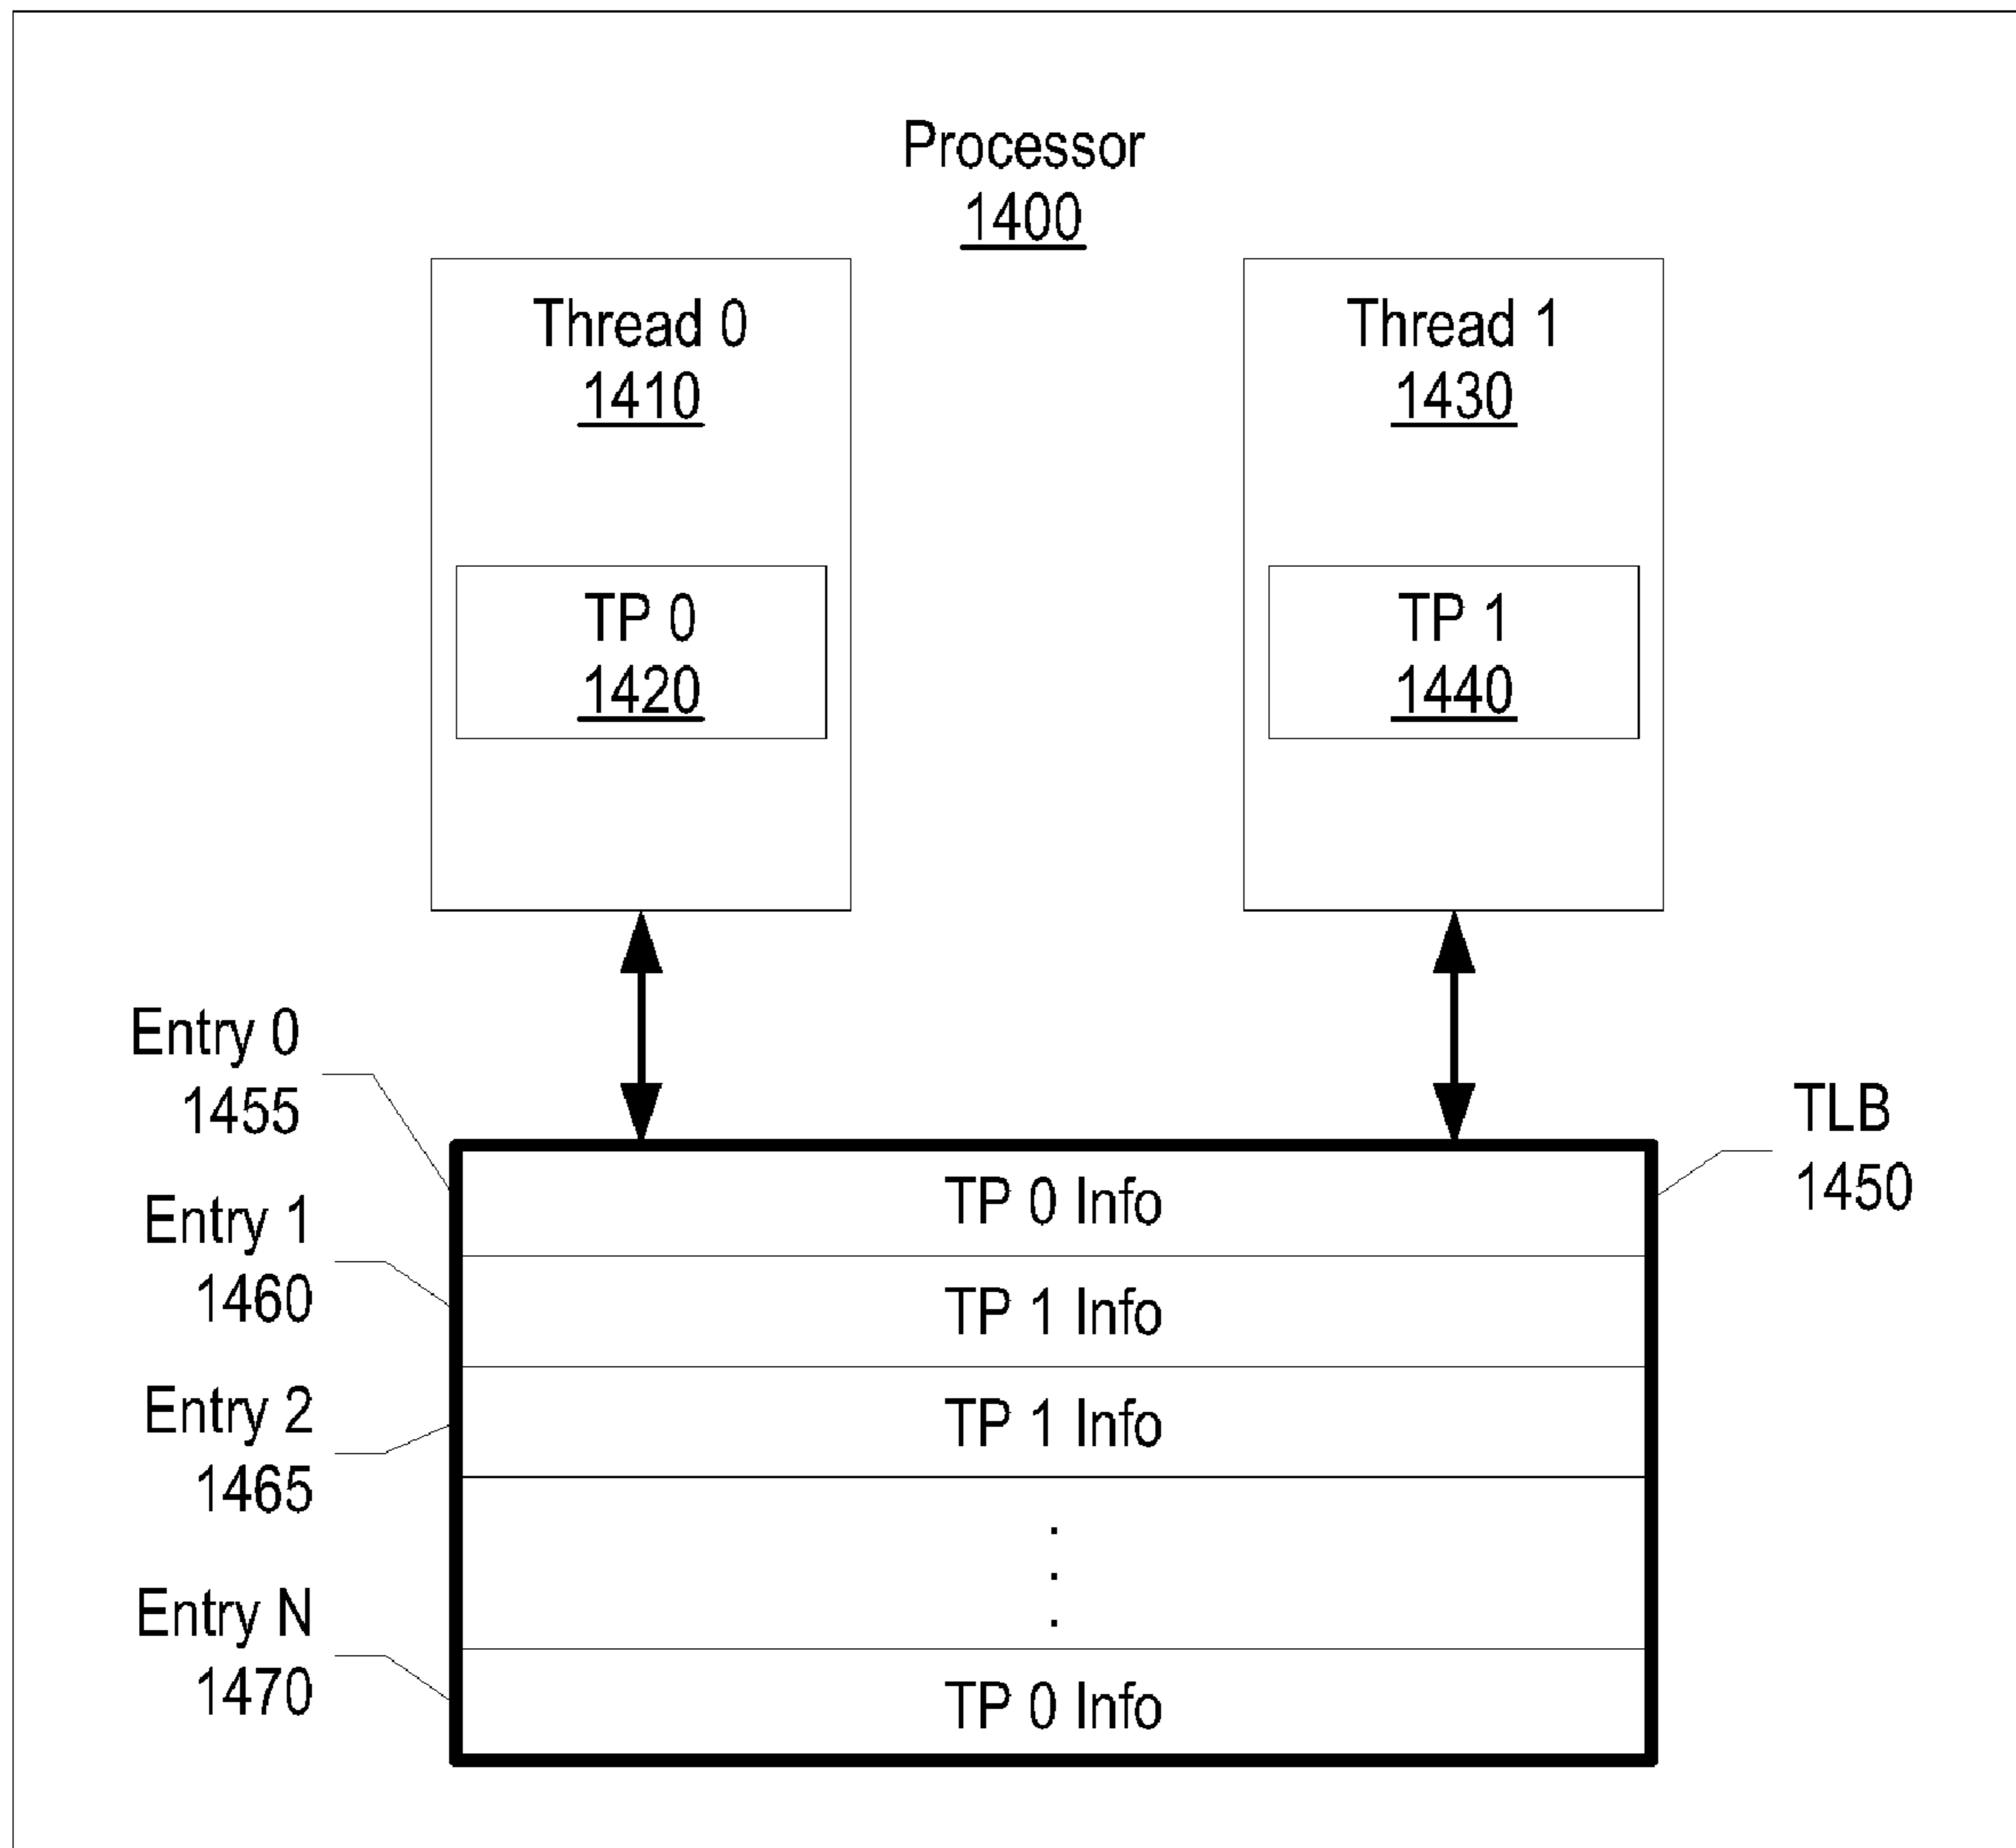 Processor
1400
Thread 0
1410
Thread 1
1430
TP 0
1420
TP 1
1440
Entry 0
1455
TLB
1450
Entry 1
1460
Entry 2
1465
Entry N
1470
TP 0 Info
TP 1 Info
TP 1 Info
.
.
.
TP 0 Info